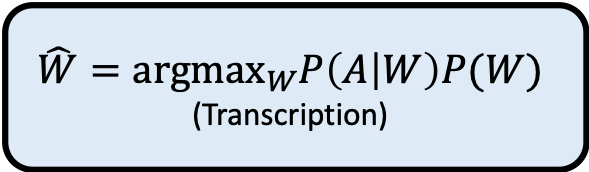 Ŵ = argmax_W P(A|W)P(W)
(Transcription)